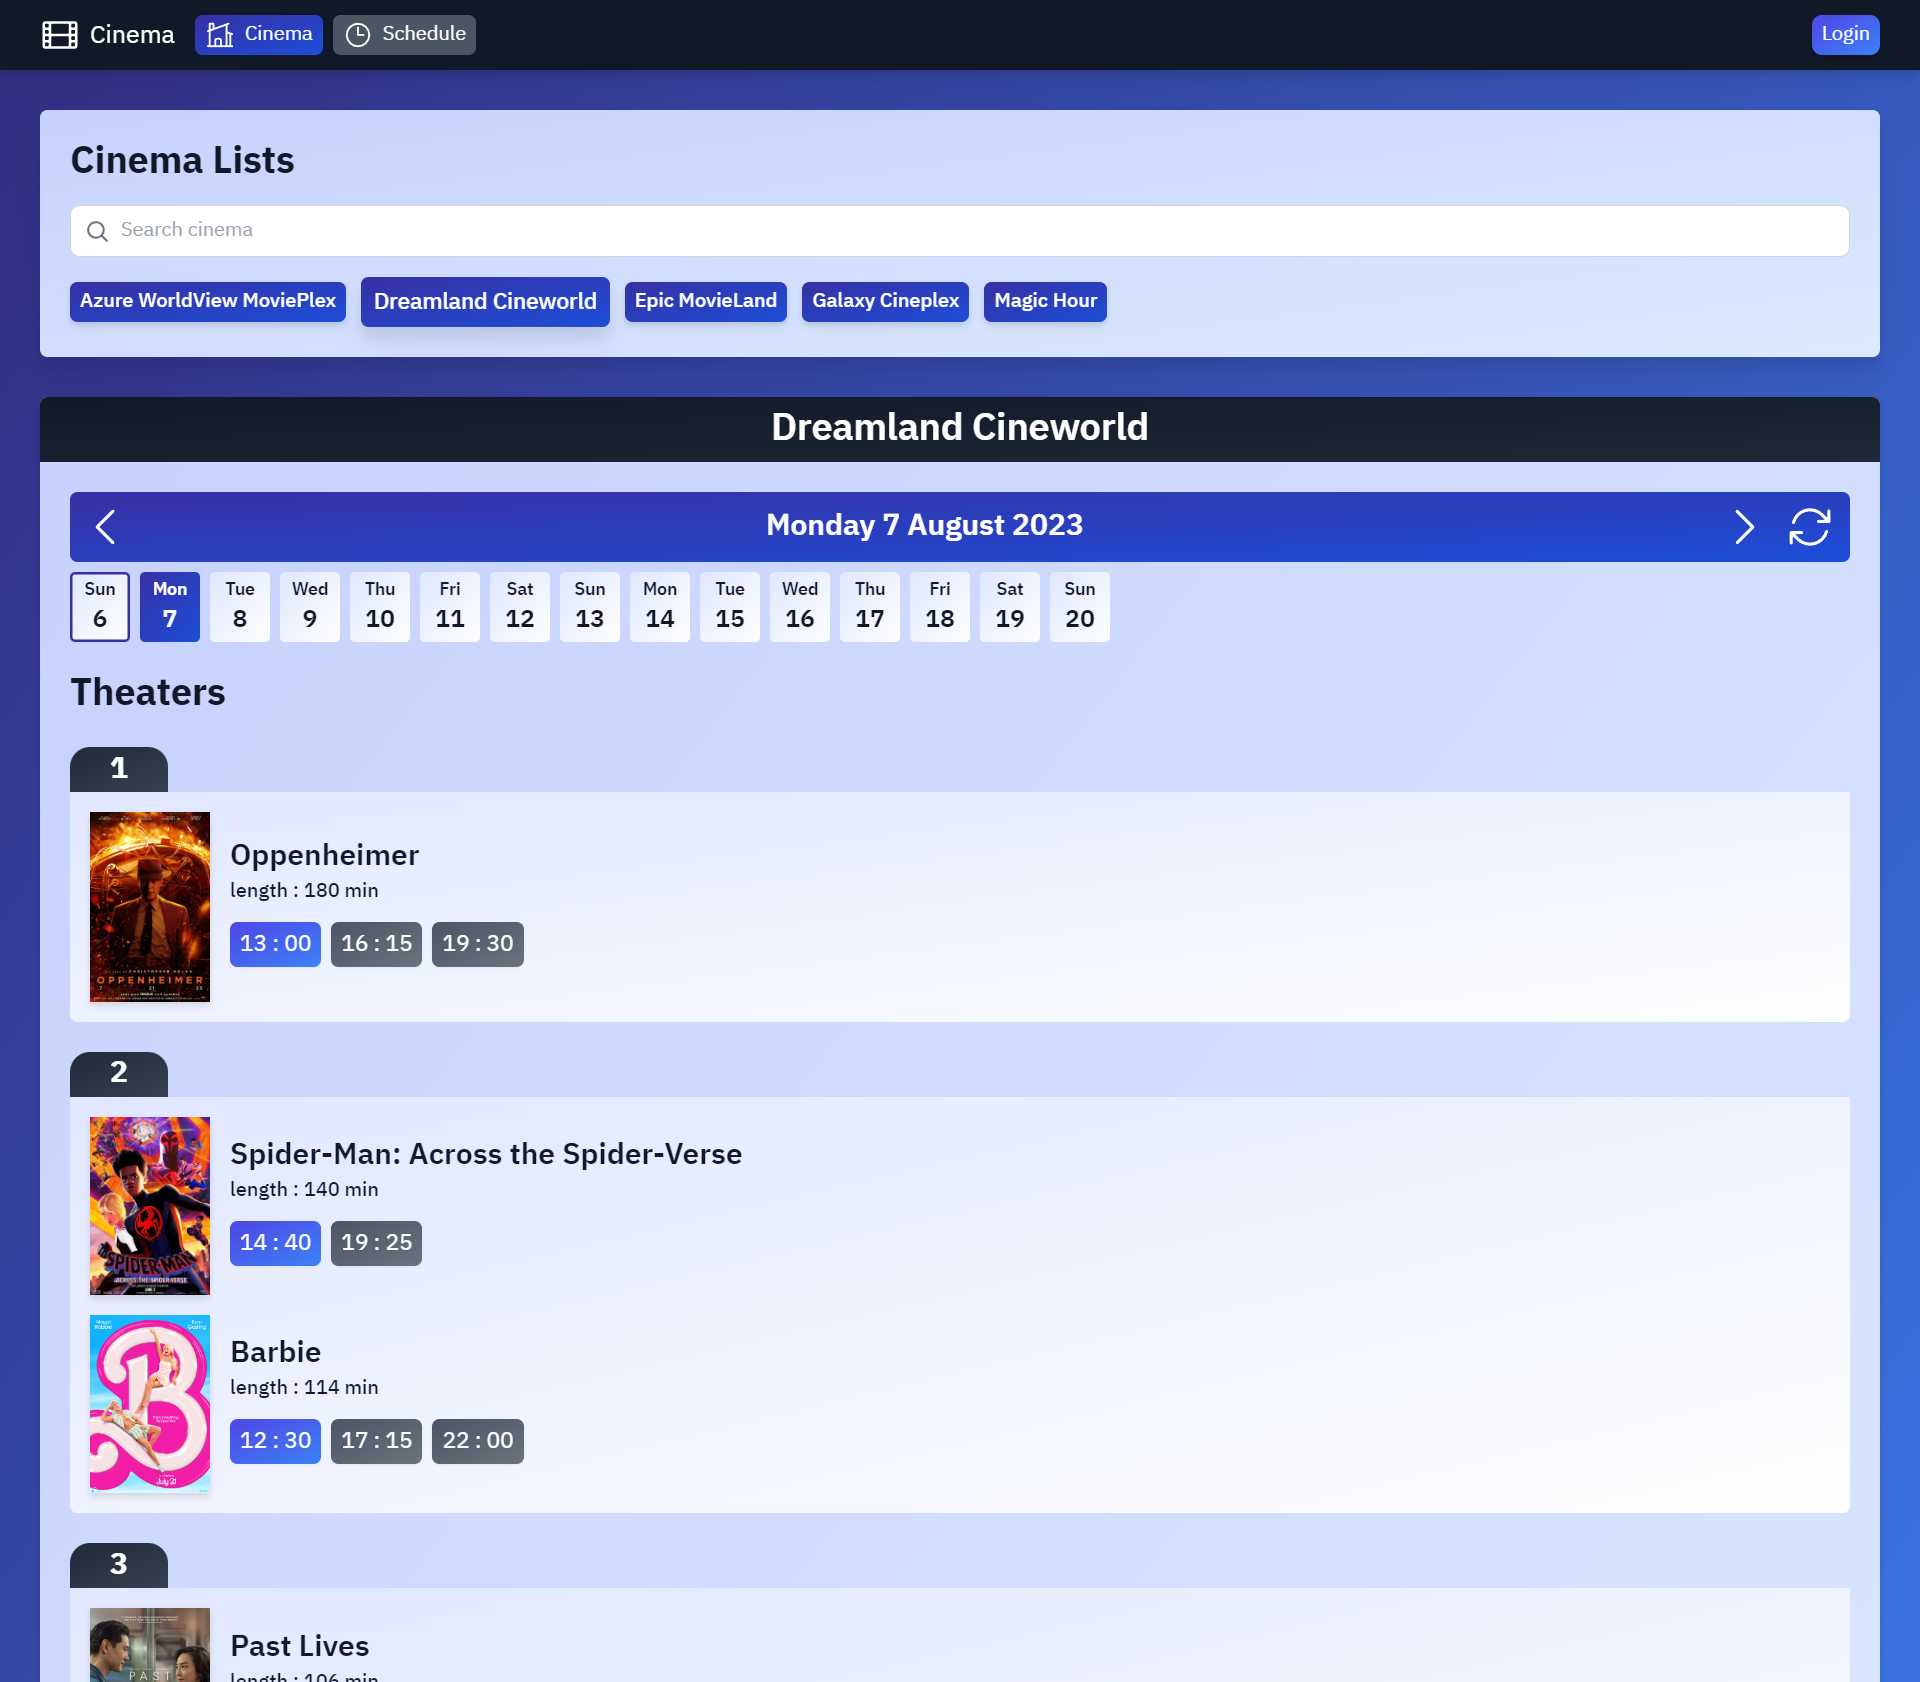 Cinema
Cinema
Schedule
Login
Cinema Lists
Search cinema
Azure WorldView MoviePlex
Dreamland Cineworld
Epic MovieLand
Galaxy Cineplex
Magic Hour
Dreamland Cineworld
Monday 7 August 2023
Sun Mon Tue Wed Thu Fri Sat Sun Mon Tue Wed Thu Fri Sat Sun
6 7 8 9 10 11 12 13 14 15 16 17 18 19 20
Theaters
1
OPPENHEIMER
Oppenheimer
length : 180 min
13 : 00 16 : 15 19 : 30
2
SPIDER-MAN
ACROSS THE SPIDER-VERSE
Spider-Man: Across the Spider-Verse
length : 140 min
14 : 40 19 : 25
B
July 21
Barbie
length : 114 min
12 : 30 17 : 15 22 : 00
3
PAST
Past Lives
length : 106 min